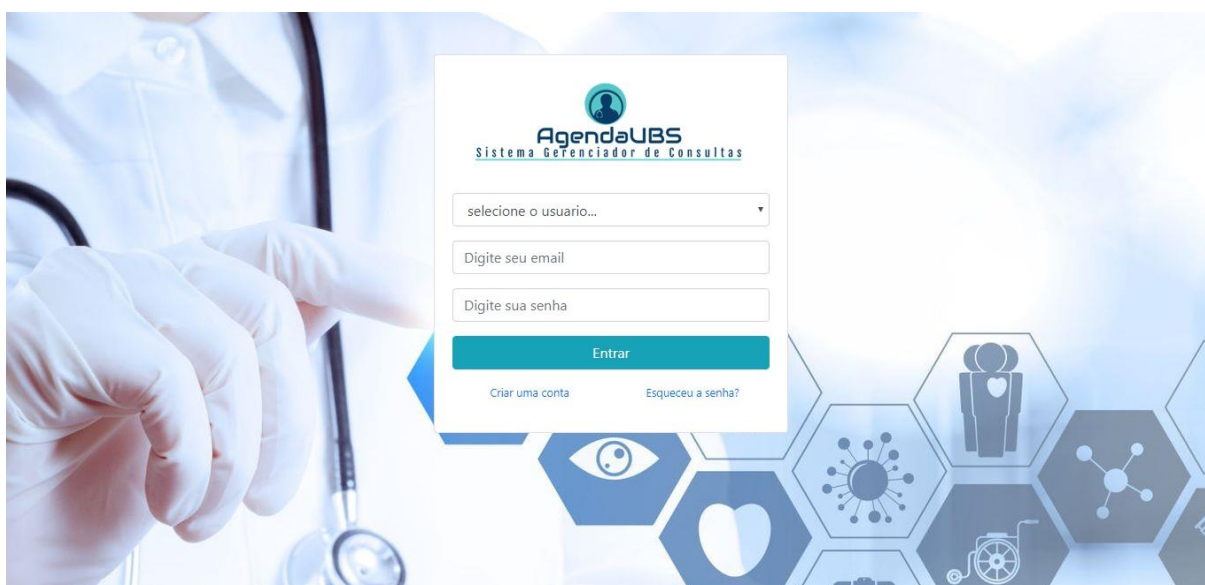 AgendaUBS
Sistema Gerenciador de Consultas
selecione o usuario...
Digite seu email
Digite sua senha
Entrar
Criar uma conta
Esqueceu a senha?